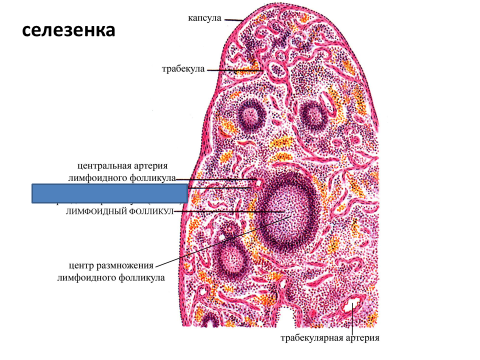 селезенка
капсула
трабекула
центральная артерия
лимфоидного фолликула
ЛИМФОИДНЫЙ ФОЛЛИКУЛ
центр размножения
лимфоидного фолликула
трабекулярная артерия